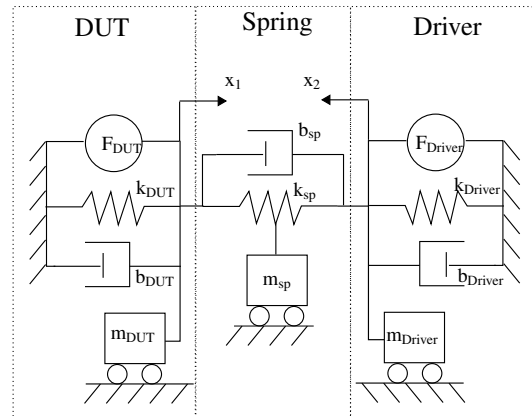 DUT
Spring
Driver
x1
x2
FDUT
bsp
FDriver
kDUT
ksp
kDriver
bDUT
msp
bDriver
mDUT
mDriver